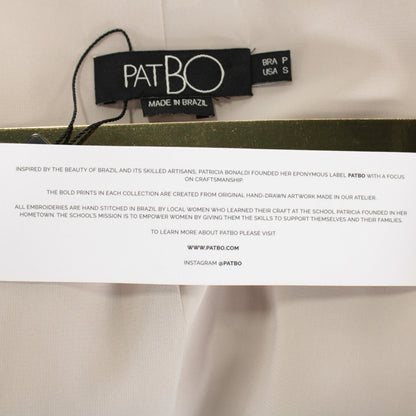 PATBO
BRA P
USA S
MADE IN BRAZIL
INSPIRED BY THE BEAUTY OF BRAZIL AND ITS SKILLED ARTISANS, PATRICIA BONALDI FOUNDED HER EPONYMOUS LABEL PATBO WITH A FOCUS
ON CRAFTSMANSHIP.
THE BOLD PRINTS IN EACH COLLECTION ARE CREATED FROM ORIGINAL HAND-DRAWN ARTWORK MADE IN OUR ATELIER.
ALL EMBROIDERIES ARE HAND STITCHED IN BRAZIL BY LOCAL WOMEN WHO LEARNED THEIR CRAFT AT THE SCHOOL PATRICIA FOUNDED IN HER
HOMETOWN. THE SCHOOL'S MISSION IS TO EMPOWER WOMEN BY GIVING THEM THE SKILLS TO SUPPORT THEMSELVES AND THEIR FAMILIES.
TO LEARN MORE ABOUT PATBO PLEASE VISIT
WWW.PATBO.COM
INSTAGRAM @PATBO